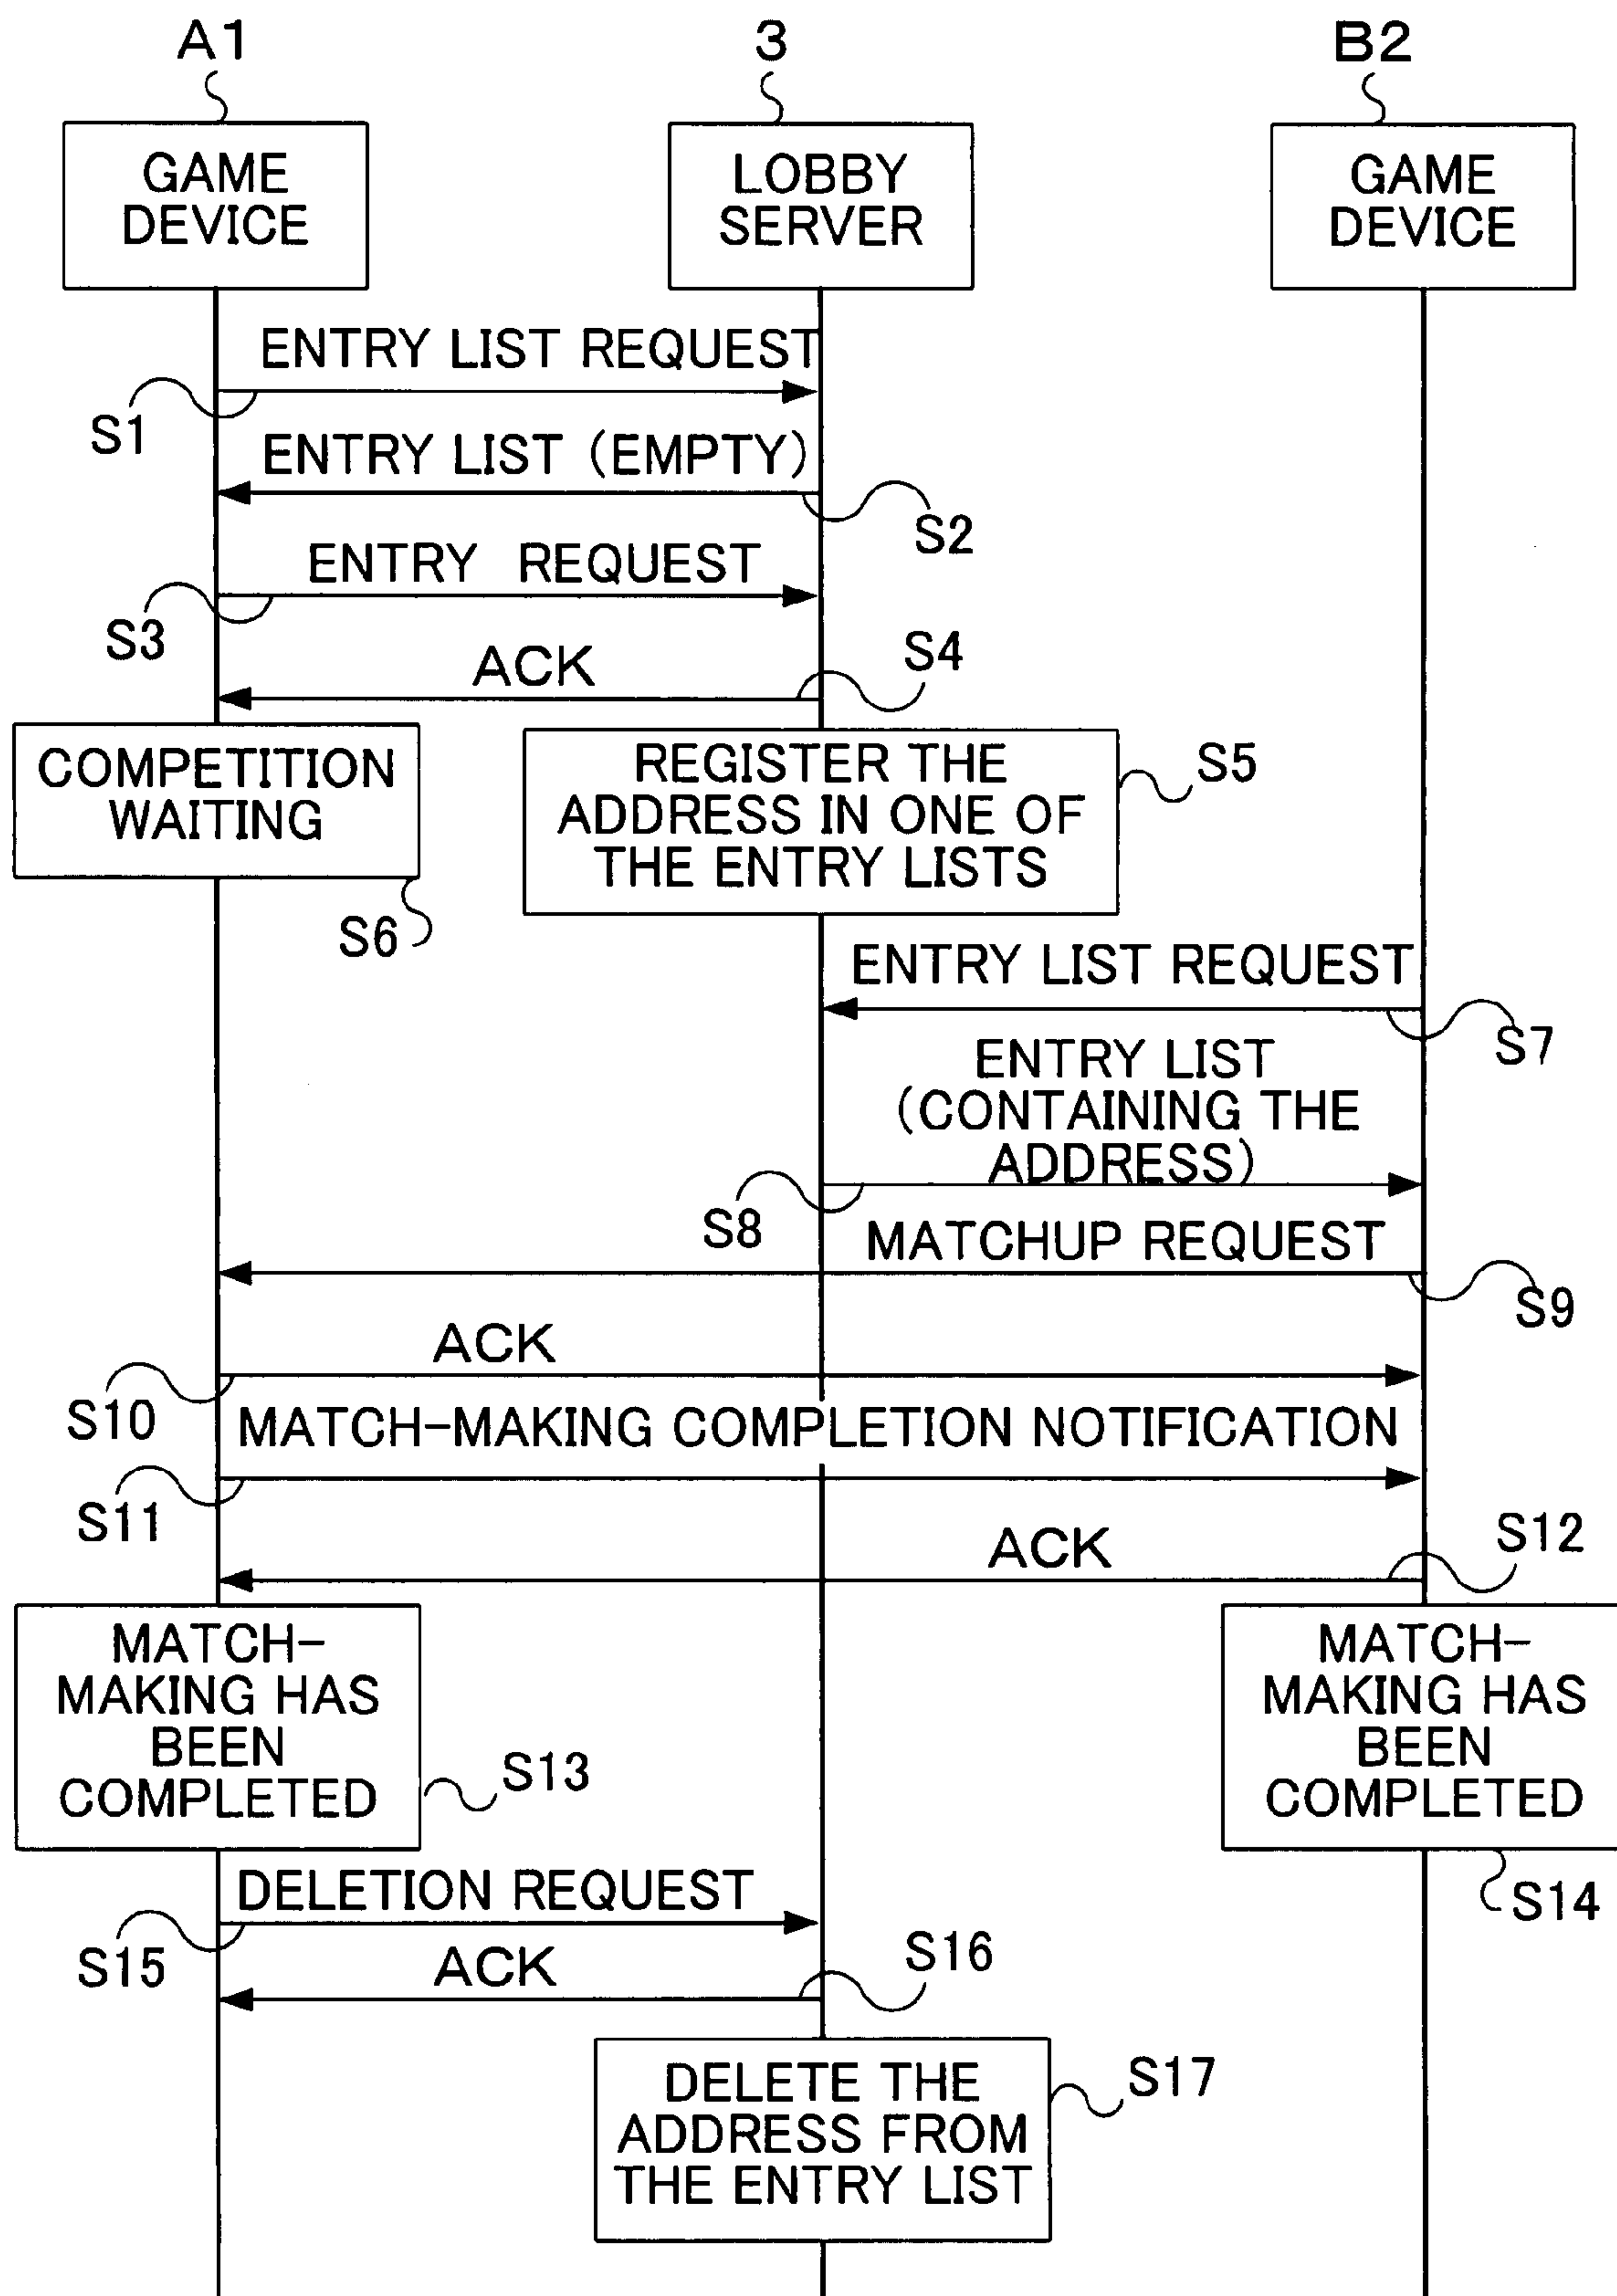 A1
3
B2
GAME
DEVICE
LOBBY
SERVER
GAME
DEVICE
ENTRY LIST REQUEST
S1
ENTRY LIST (EMPTY)
S2
ENTRY REQUEST
S3
S4
ACK
COMPETITION
WAITING
S6
REGISTER THE
ADDRESS IN ONE OF
THE ENTRY LISTS
S5
ENTRY LIST REQUEST
S7
ENTRY LIST
(CONTAINING THE
ADDRESS)
S8
MATCHUP REQUEST
S9
ACK
S10
MATCH-MAKING COMPLETION NOTIFICATION
S11
S12
ACK
MATCH-
MAKING HAS
BEEN
COMPLETED
S13
MATCH-
MAKING HAS
BEEN
COMPLETED
S14
DELETION REQUEST
S15
S16
ACK
DELETE THE
ADDRESS FROM
THE ENTRY LIST
S17